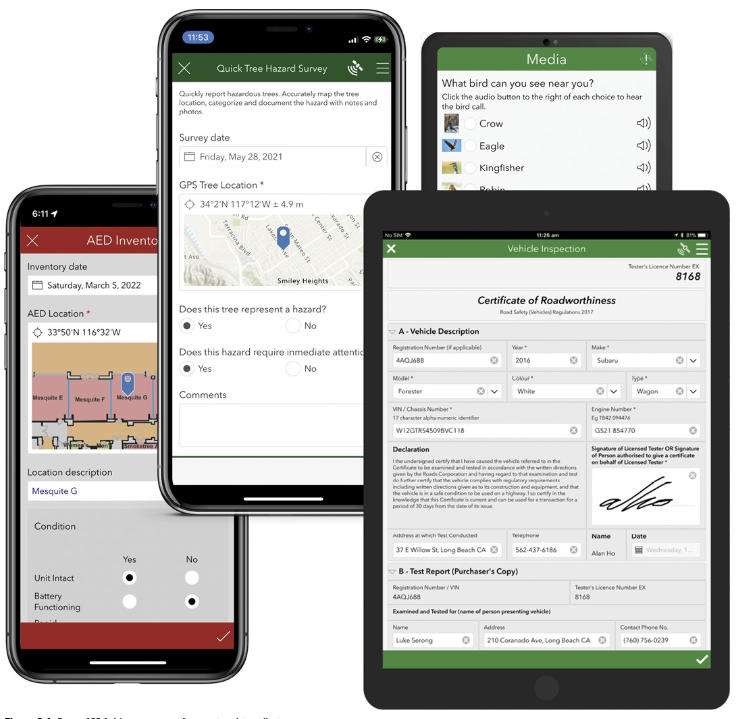 11:53
Quick Tree Hazard Survey
Quickly report hazardous trees. Accurately map the tree
location, categorize and document the hazard with notes and
photos.
Survey date
Friday, May 28, 2021
GPS Tree Location *
34°2'N 117°12'W ± 4.9 m
Smiley Heights
Does this tree represent a hazard?
Yes
No
Does this hazard require inmediate attentic
Yes
No
Comments
Media
What bird can you see near you?
Click the audio button to the right of each choice to hear
the bird call.
Crow
Eagle
Kingfisher
Robin
6:11
AED Invento
Inventory date
Saturday, March 5, 2022
AED Location *
33°50'N 116°32'W
Mesquite E
Mesquite F
Mesquite G
Women's
Men's
Smoketree A
Location description
Mesquite G
Condition
Yes
No
Unit Intact
Battery
Functioning
No SIM
11:26 am
81%
Vehicle Inspection
Tester's Licence Number EX:
8168
Certificate of Roadworthiness
Road Safety (Vehicles) Regulations 2017
A - Vehicle Description
Registration Number (if applicable)
Year *
Make *
4AQJ688
2016
Subaru
Model *
Colour *
Type *
Forester
White
Wagon
VIN / Chassis Number *
17 character alpha-numeric identifier
Engine Number *
Eg TB42 094476
W12GTRS4509BVC118
GS21 854770
Declaration
I the undersigned certify that I have caused the vehicle referred to in the
Certificate to be examined and tested in accordance with the written directions
given by the Roads Corporation and having regard to that examination and test
do further certify that the vehicle complies with regulatory requirements
including written directions given as to its construction and equipment, and that
the vehicle is in a safe condition to be used on a highway. I so certify in the
knowledge that this Certificate is current and can be used for a transaction for a
period of 30 days from the date of its issue.
Signature of Licensed Tester OR Signature
of Person authorised to give a certificate
on behalf of Licensed Tester *
Address at which Test Conducted
Telephone
Name
Date
37 E Willow St, Long Beach CA
562-437-6186
Alan Ho
Wednesday, 1...
B - Test Report (Purchaser's Copy)
Registration Number / VIN
4AQJ688
Tester's Licence Number EX
8168
Examined and Tested for (name of person presenting vehicle)
Name
Address
Contact Phone No.
Luke Serong
210 Coranado Ave, Long Beach CA
(760) 756-0239